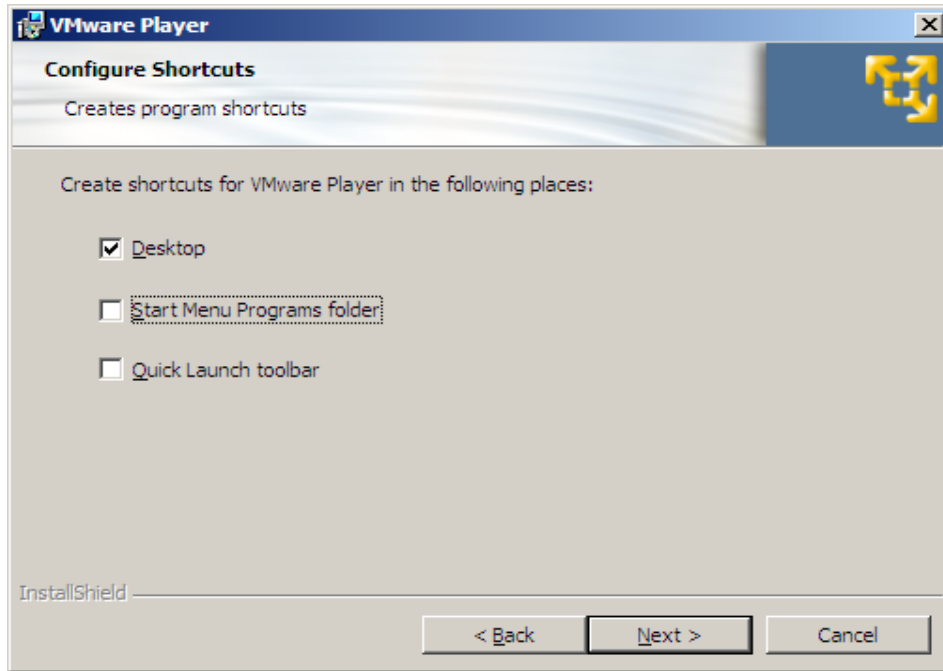 VMware Player
Configure Shortcuts
Creates program shortcuts
Create shortcuts for VMware Player in the following places:
Desktop
Start Menu Programs folder
Quick Launch toolbar
InstallShield
< Back
Next >
Cancel